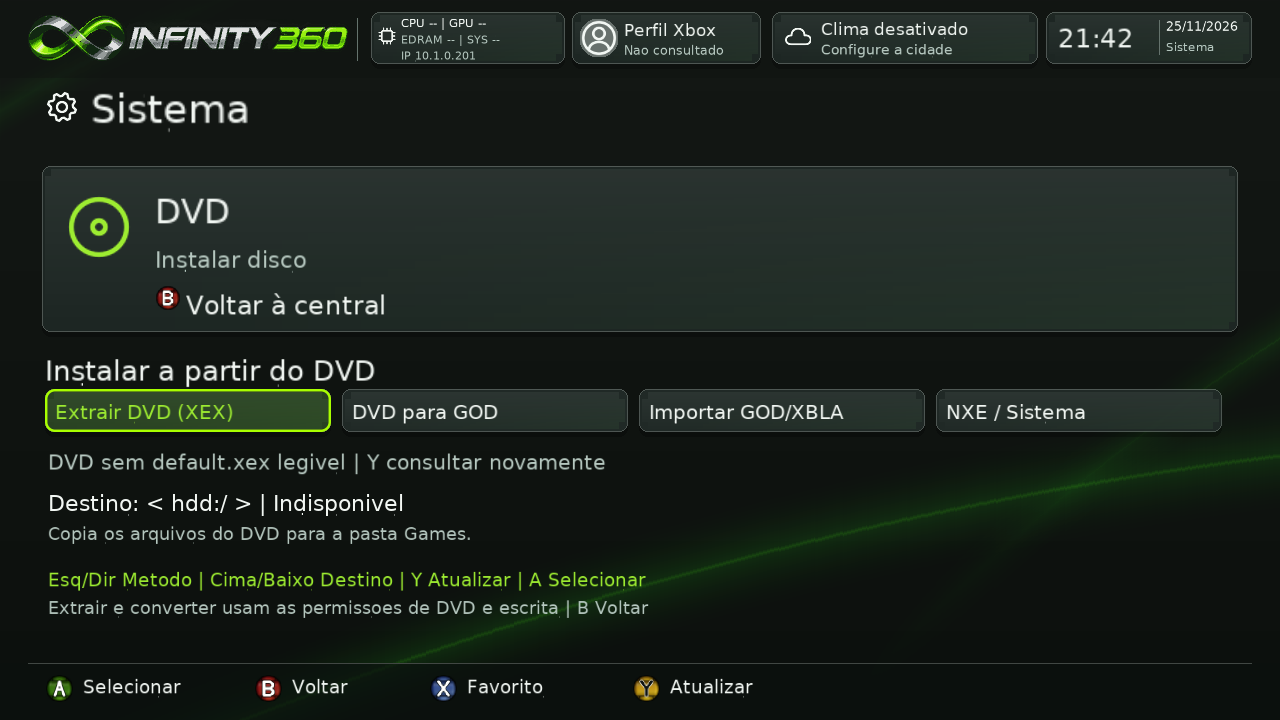 INFINITY 360
CPU -- | GPU --
EDRAM -- | SYS --
IP 10.1.0.201
Perfil Xbox
Nao consultado
Clima desativado
Configure a cidade
21:42
25/11/2026
Sistema
Sistema
DVD
Instalar disco
B Voltar à central
Instalar a partir do DVD
Extrair DVD (XEX)
DVD para GOD
Importar GOD/XBLA
NXE / Sistema
DVD sem default.xex legivel | Y consultar novamente
Destino: < hdd:/ > | Indisponivel
Copia os arquivos do DVD para a pasta Games.
Esq/Dir Metodo | Cima/Baixo Destino | Y Atualizar | A Selecionar
Extrair e converter usam as permissoes de DVD e escrita | B Voltar
A Selecionar
B Voltar
X Favorito
Y Atualizar